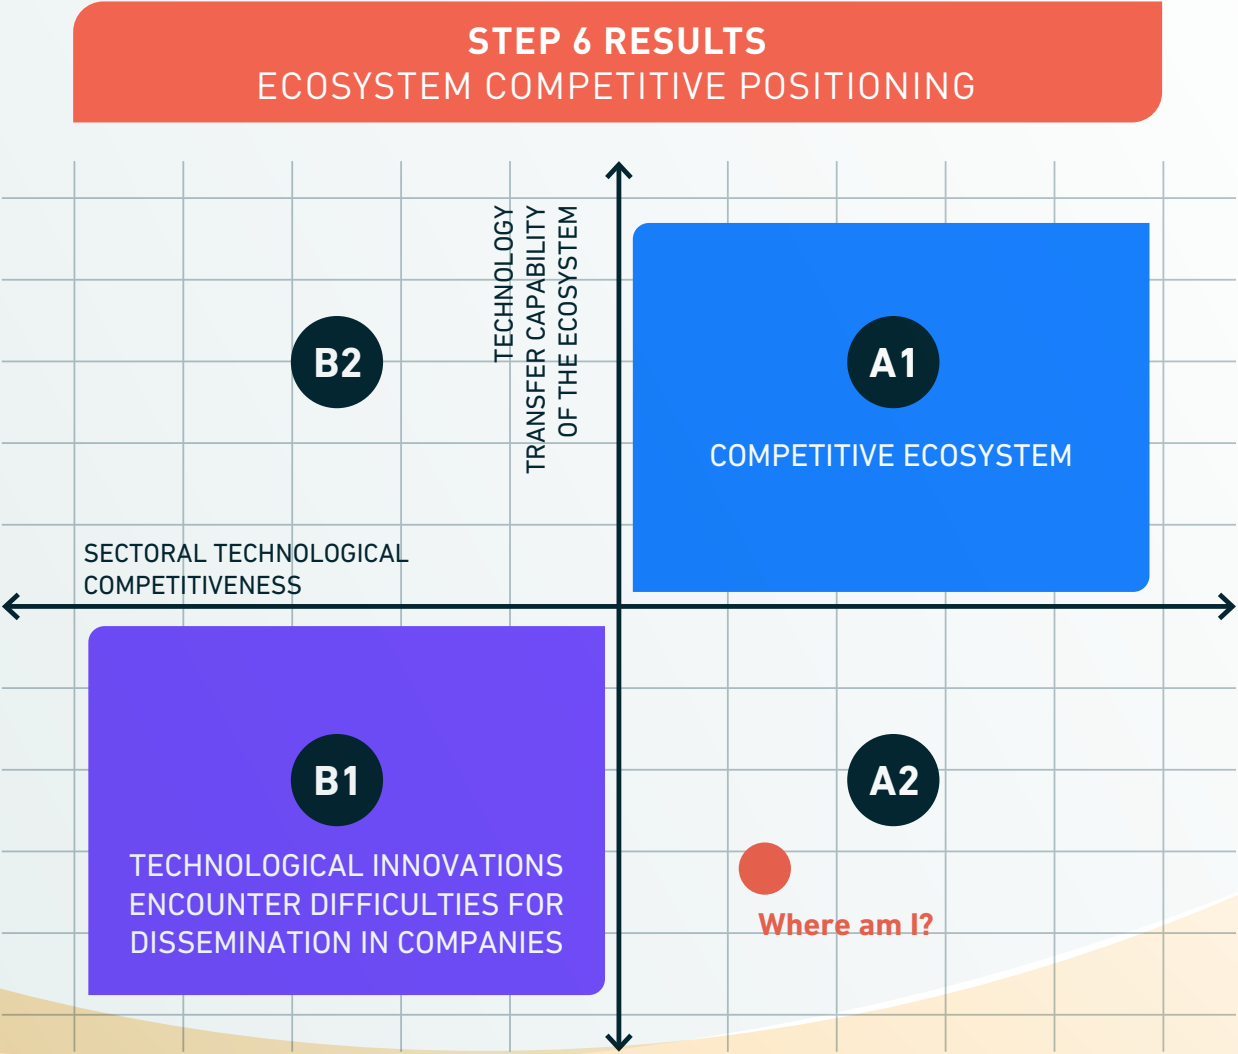 STEP 6 RESULTS
ECOSYSTEM COMPETITIVE POSITIONING
TECHNOLOGY
TRANSFER CAPABILITY
OF THE ECOSYSTEM
B2
A1
COMPETITIVE ECOSYSTEM
SECTORAL TECHNOLOGICAL
COMPETITIVENESS
B1
TECHNOLOGICAL INNOVATIONS
ENCOUNTER DIFFICULTIES FOR
DISSEMINATION IN COMPANIES
A2
Where am I?